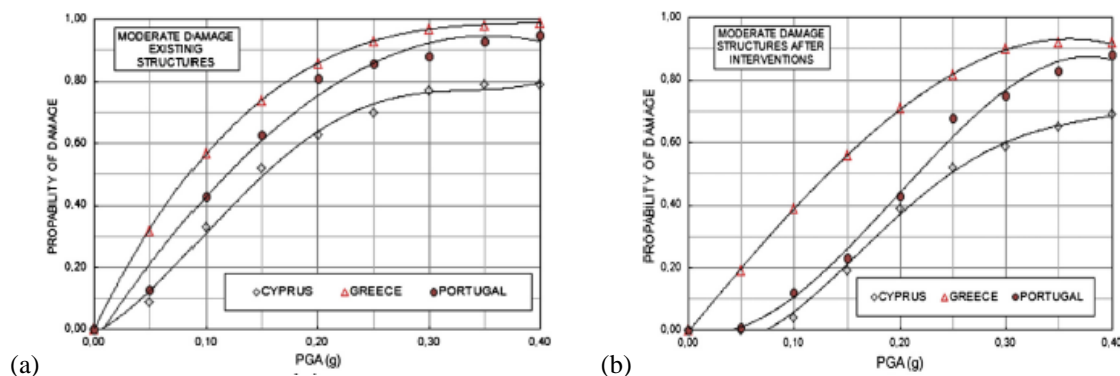 1,00
MODERATE DAMAGE
EXISTING
STRUCTURES
0,80
0,60
0,40
0,20
0,00
PROPABILITY OF DAMAGE
CYPRUS GREECE PORTUGAL
0,00 0,10 0,20 0,30 0,40
PGA (g)
(a)
1,00
MODERATE DAMAGE
STRUCTURES AFTER
INTERVENTIONS
0,80
0,60
0,40
0,20
0,00
PROPABILITY OF DAMAGE
CYPRUS GREECE PORTUGAL
0,00 0,10 0,20 0,30 0,40
PGA (g)
(b)